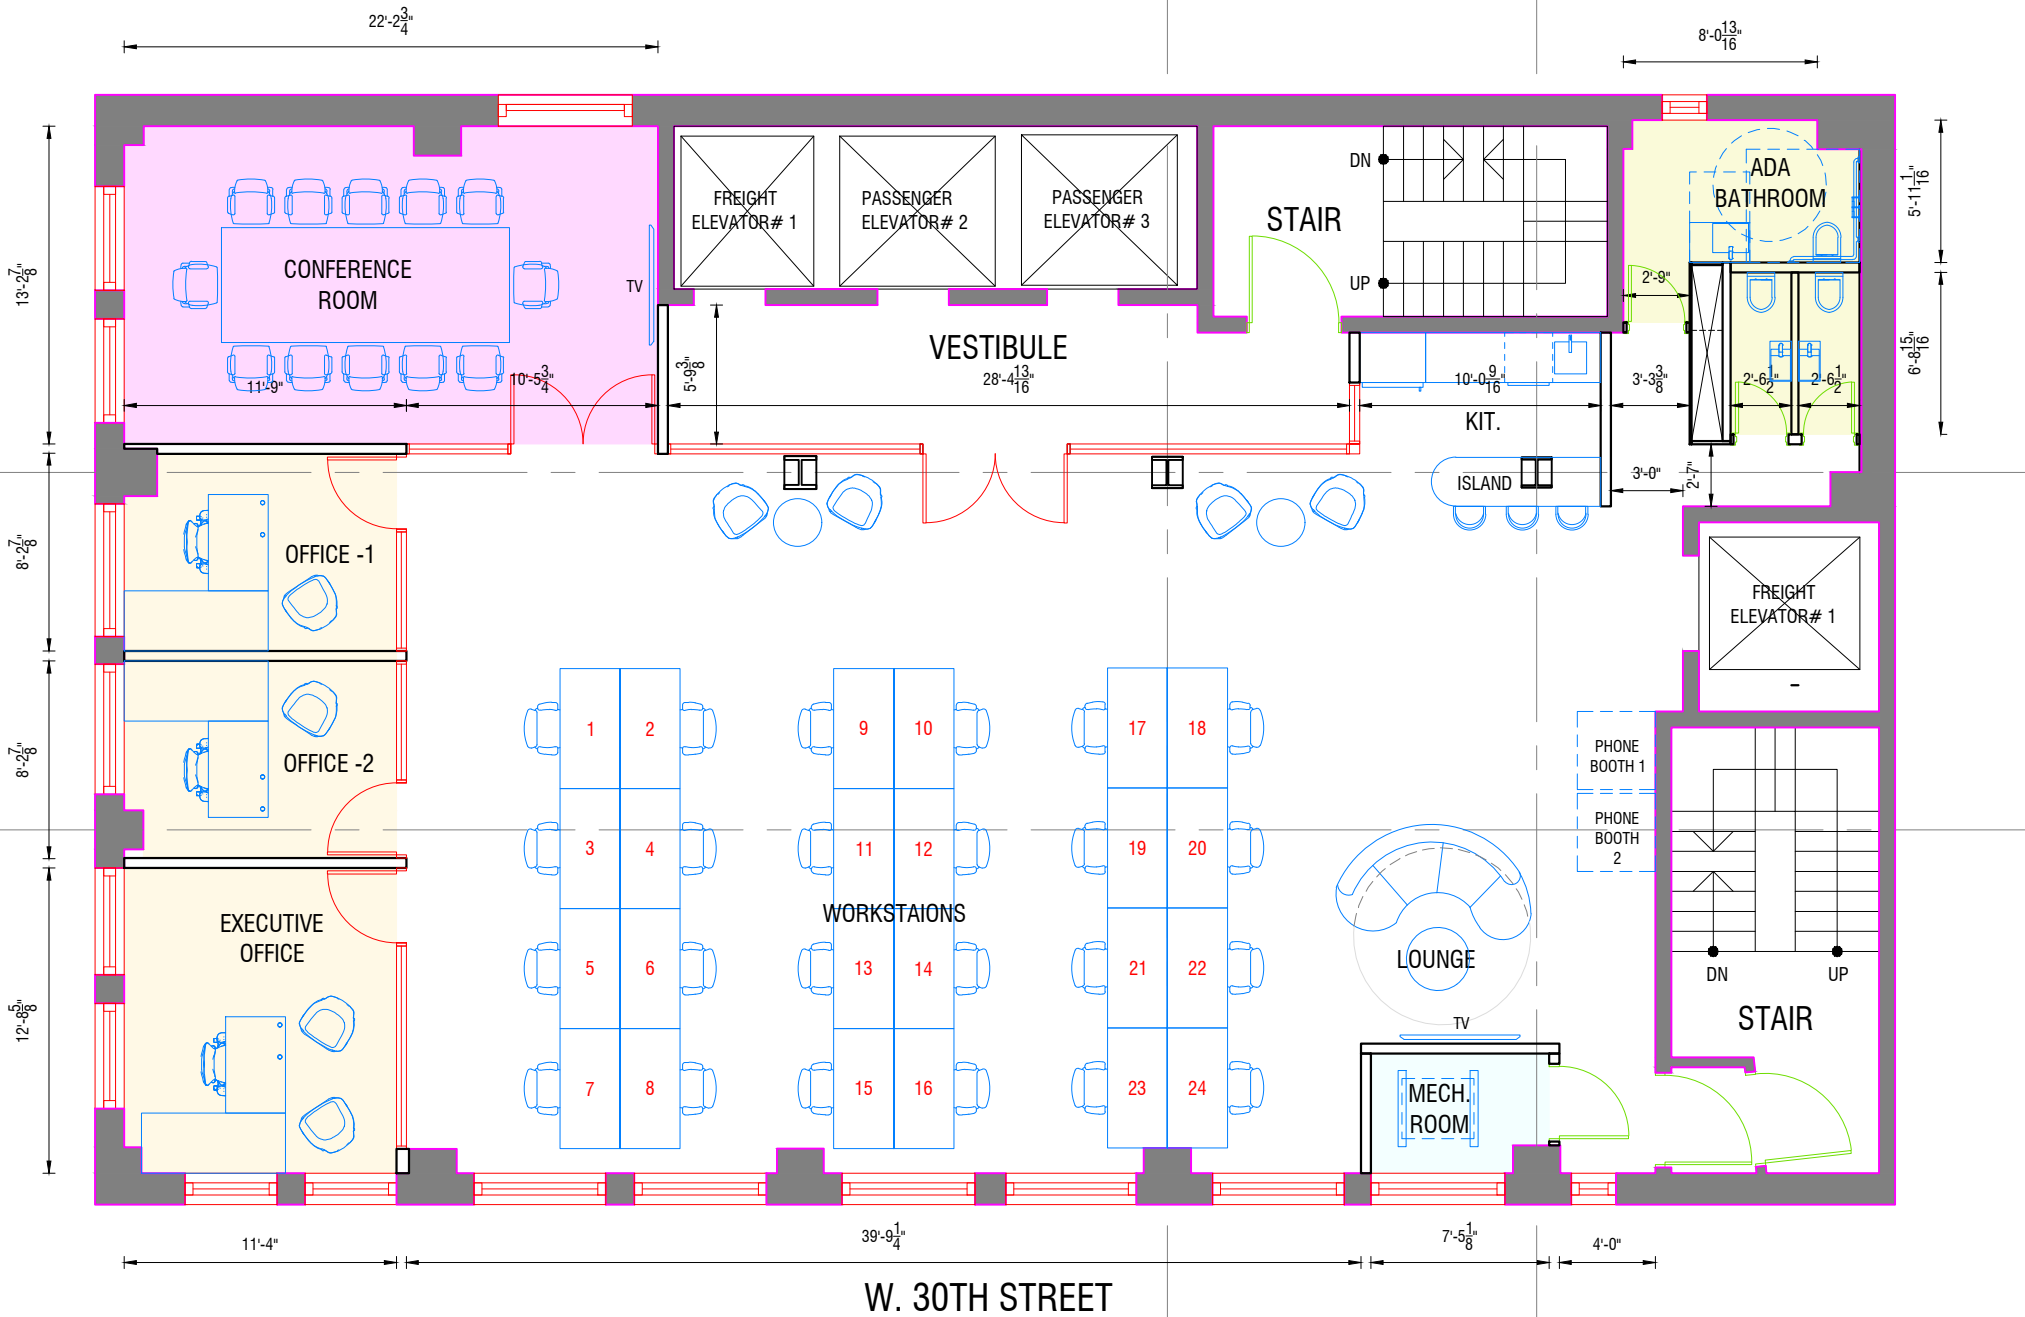 22'-2 3/4"
8'-0 13/16"
DN
ADA
BATHROOM
5'-11 1/16"
FREIGHT
ELEVATOR# 1
PASSENGER
ELEVATOR# 2
PASSENGER
ELEVATOR# 3
STAIR
CONFERENCE
ROOM
TV
UP
2'-9"
13'-2 7/8"
VESTIBULE
5'-9 3/8"
6'-8 15/16"
11'-9"
10'-5 3/4"
28'-4 13/16"
10'-0 9/16"
3'-3 3/8"
2'-6 1/2"
2'-6 1/2"
KIT.
ISLAND
3'-0"
2'-7"
8'-2 7/8"
OFFICE -1
FREIGHT
ELEVATOR# 1
8'-2 7/8"
OFFICE -2
1
2
9
10
17
18
PHONE
BOOTH 1
PHONE
BOOTH
2
3
4
11
12
19
20
EXECUTIVE
OFFICE
WORKSTAIONS
5
6
13
14
21
22
LOUNGE
DN
UP
12'-8 5/8"
TV
STAIR
7
8
15
16
23
24
MECH.
ROOM
11'-4"
39'-9 1/4"
7'-5 1/8"
4'-0"
W. 30TH STREET